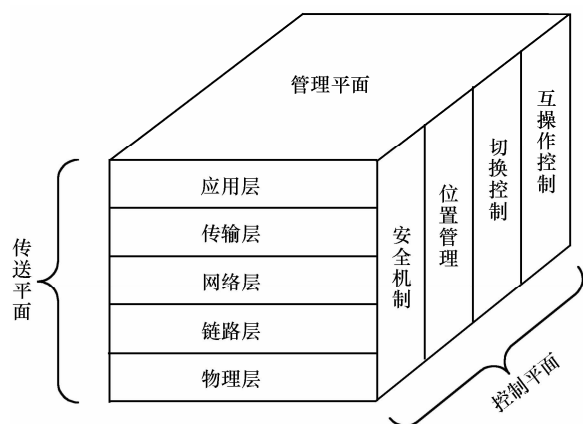 管理平面
应用层
传输层
网络层
链路层
物理层
传送平面
安全机制
位置管理
切换控制
互操作控制
控制平面